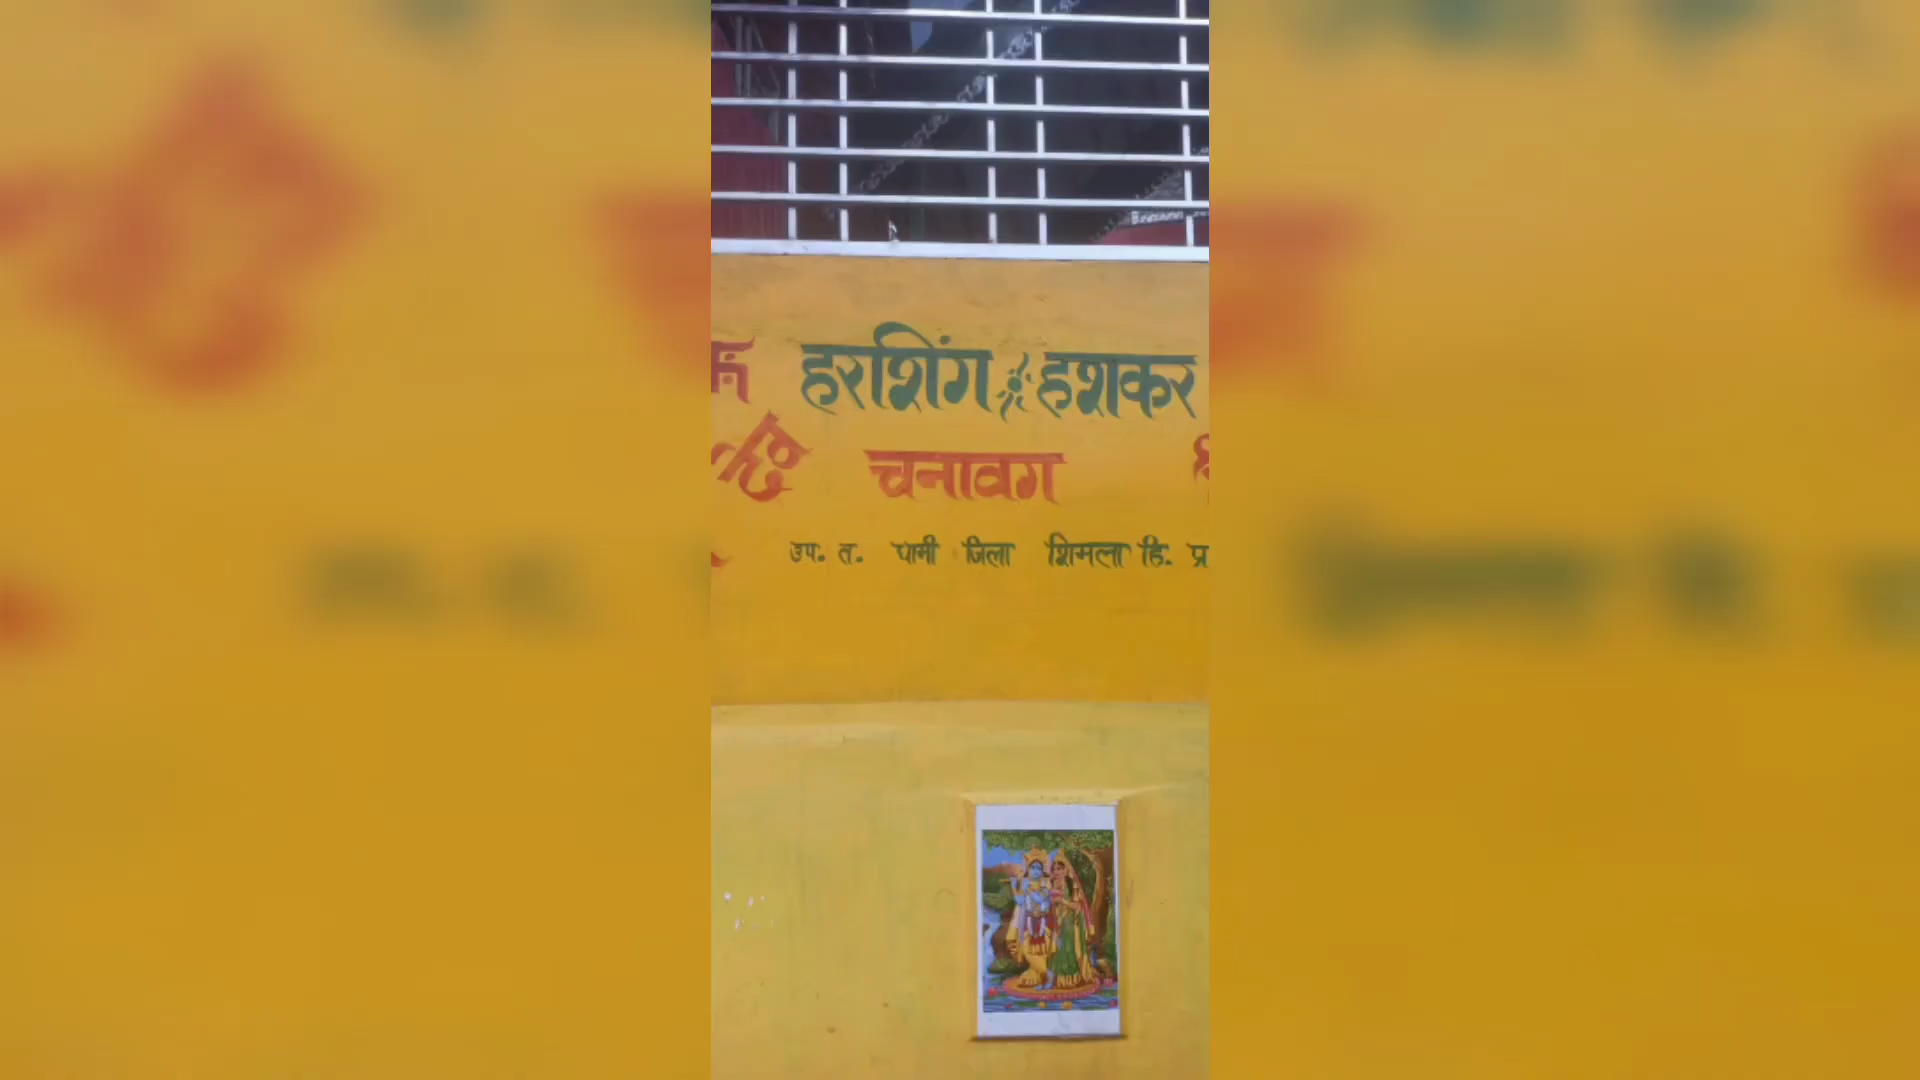 हरशिंग हशकर
चनावग
उप. त. धामी जिला शिमला हि. प्र